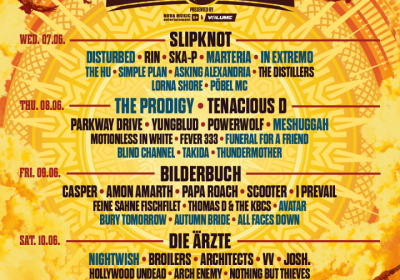 PRESENTED BY
NOVA MUSIC entertainment VOLUME
WED. 07.06.
SLIPKNOT
DISTURBED • RIN • SKA-P • MARTERIA • IN EXTREMO
THE HU • SIMPLE PLAN • ASKING ALEXANDRIA • THE DISTILLERS
LORNA SHORE • PÖBEL MC
THU. 08.06.
THE PRODIGY • TENACIOUS D
PARKWAY DRIVE • YUNGBLUD • POWERWOLF • MESHUGGAH
MOTIONLESS IN WHITE • FEVER 333 • FUNERAL FOR A FRIEND
BLIND CHANNEL • TAKIDA • THUNDERMOTHER
FRI. 09.06.
BILDERBUCH
CASPER • AMON AMARTH • PAPA ROACH • SCOOTER • I PREVAIL
FEINE SAHNE FISCHFILET • THOMAS D & THE KBCS • AVATAR
BURY TOMORROW • AUTUMN BRIDE • ALL FACES DOWN
SAT. 10.06.
DIE ÄRZTE
NIGHTWISH • BROILERS • ARCHITECTS • VV • JOSH.
HOLLYWOOD UNDEAD • ARCH ENEMY • NOTHING BUT THIEVES